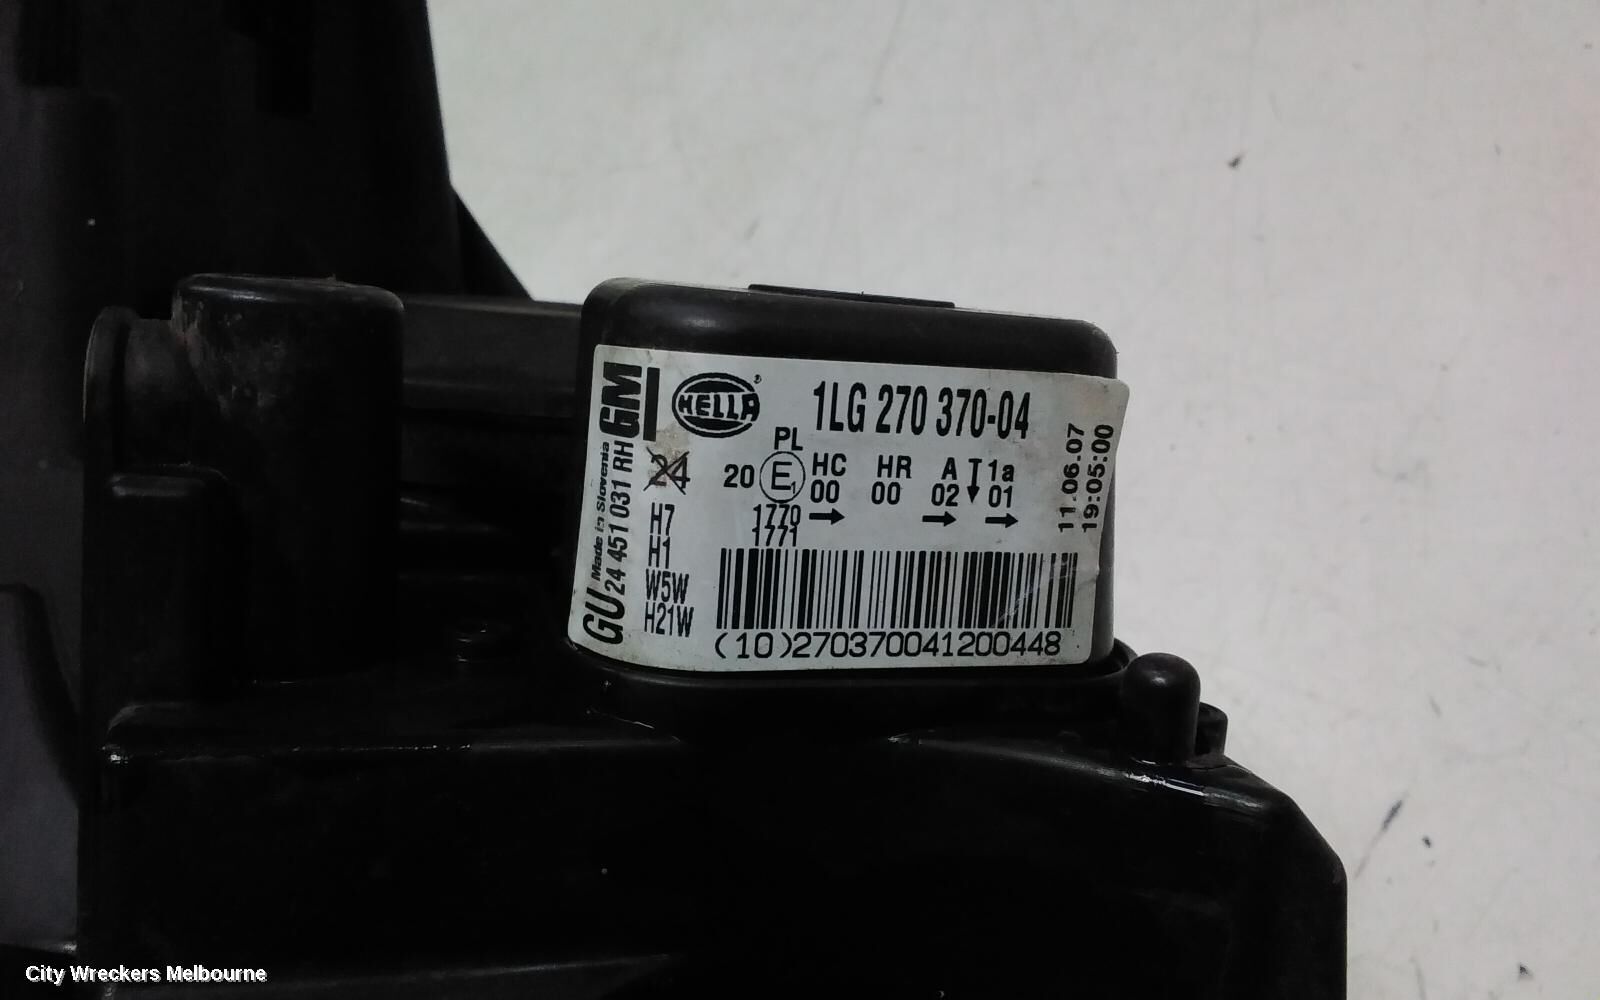 GM
Made in Slovenia
GU 24 451 031 RH
HELLA ®
1LG 270 370-04
24
H7
H1
W5W
H21W
PL
20 E1 HC HR A 1a
00 00 02 01
1770
1771
(10)270370041200448
11.06.07
19:05:00
City Wreckers Melbourne